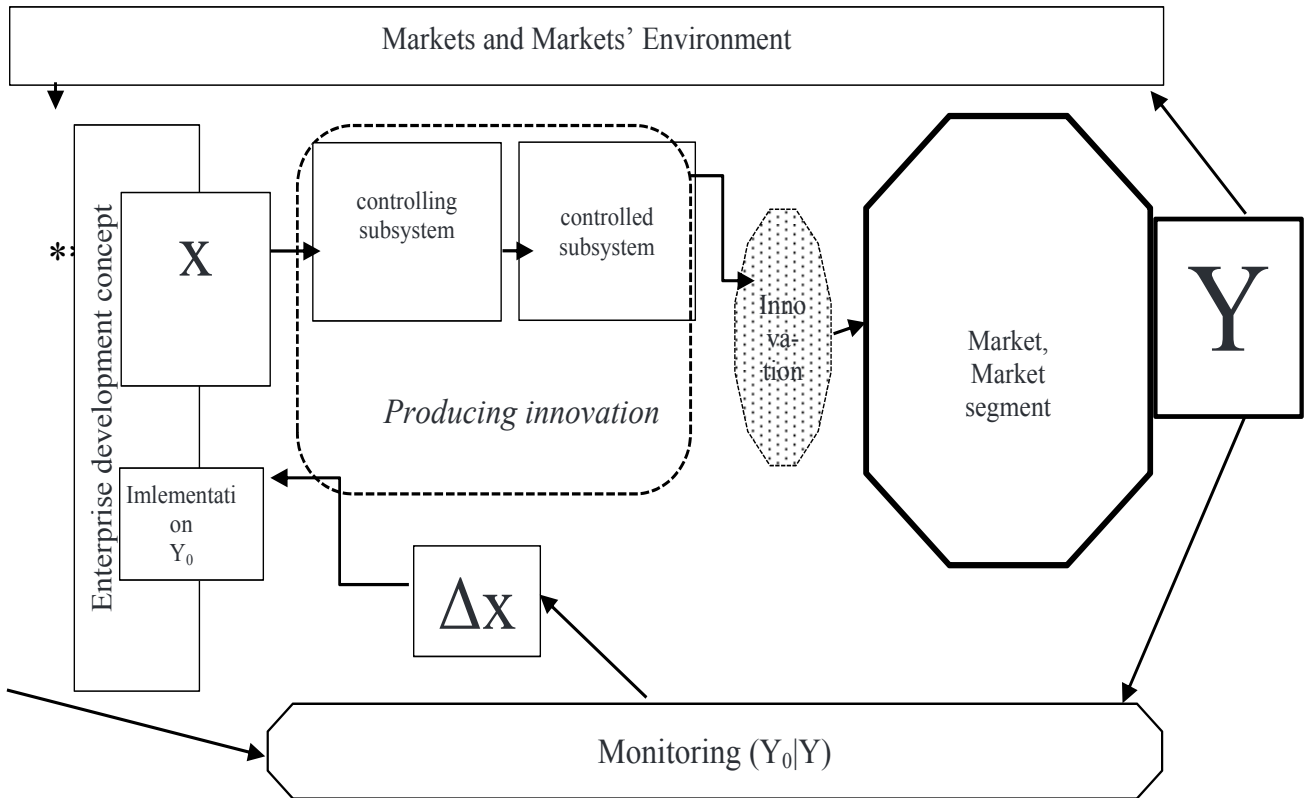 Markets and Markets’ Environment
Enterprise development concept
X
controlling
subsystem
controlled
subsystem
Producing innovation
Inno
va-
tion
Market,
Market
segment
Y
**
Imlementati
on
Y₀
Δx
Monitoring (Y₀|Y)